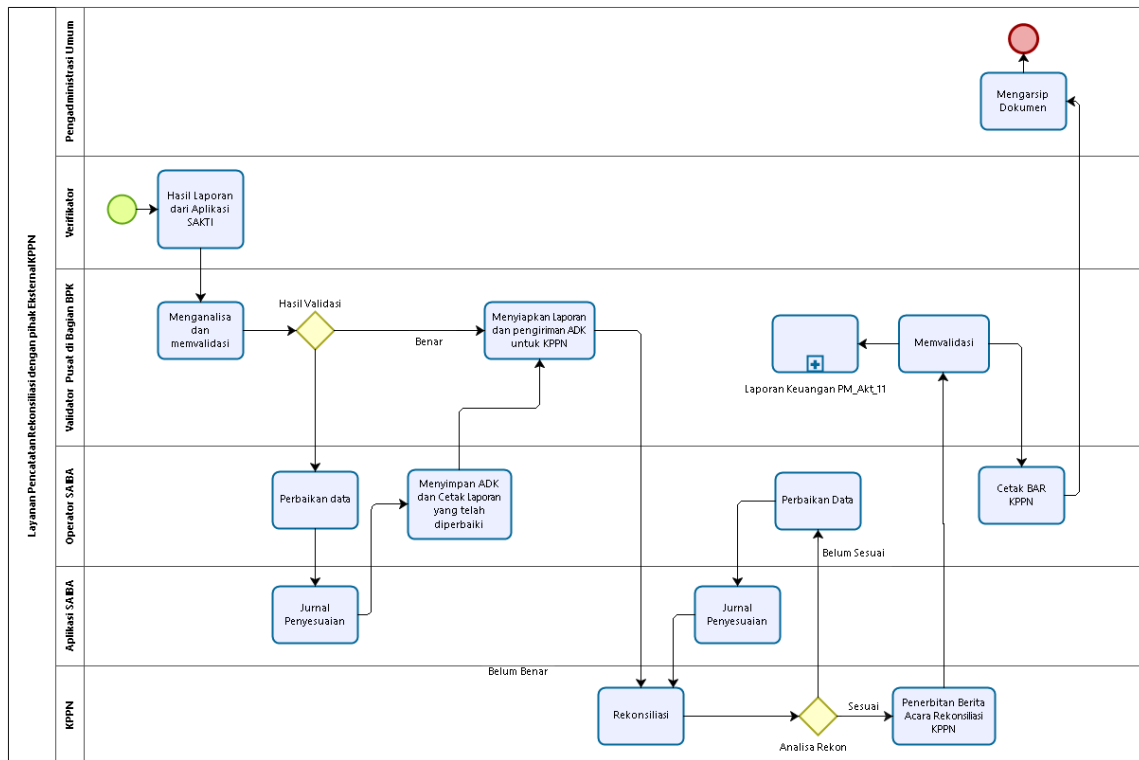 Layanan Pencatatan Rekonsiliasi dengan pihak Eksternal KPPN
Pengadministrasi Umum
Mengarsip
Dokumen
Verifikator
Hasil Laporan
dari Aplikasi
SAKTI
Validator Pusat di Bagian BPK
Menganalisa
dan
memvalidasi
Hasil Validasi
Benar
Menyiapkan Laporan
dan pengiriman ADK
untuk KPPN
Laporan Keuangan PM_Akt_11
Memvalidasi
Operator SAIBA
Perbaikan data
Menyimpan ADK
dan Cetak Laporan
yang telah
diperbaiki
Perbaikan Data
Belum Sesuai
Cetak BAR
KPPN
Aplikasi SAIBA
Jurnal
Penyesuaian
Jurnal
Penyesuaian
KPPN
Belum Benar
Rekonsiliasi
Analisa Rekon
Sesuai
Penerbitan Berita
Acara Rekonsiliasi
KPPN